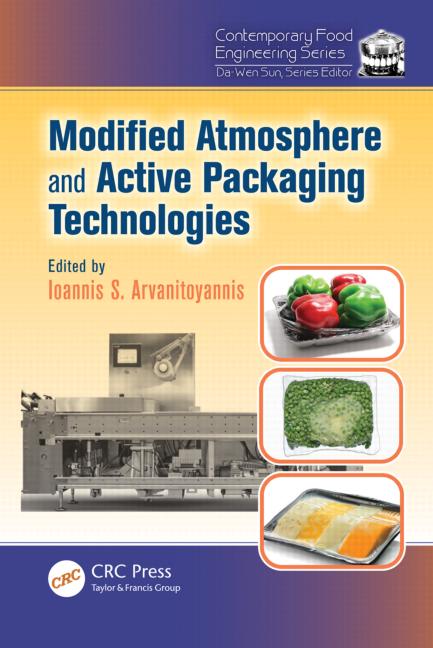 Contemporary Food
Engineering Series
Da-Wen Sun, Series Editor
Modified Atmosphere
and Active Packaging
Technologies
Edited by
Ioannis S. Arvanitoyannis
CRC
CRC Press
Taylor & Francis Group